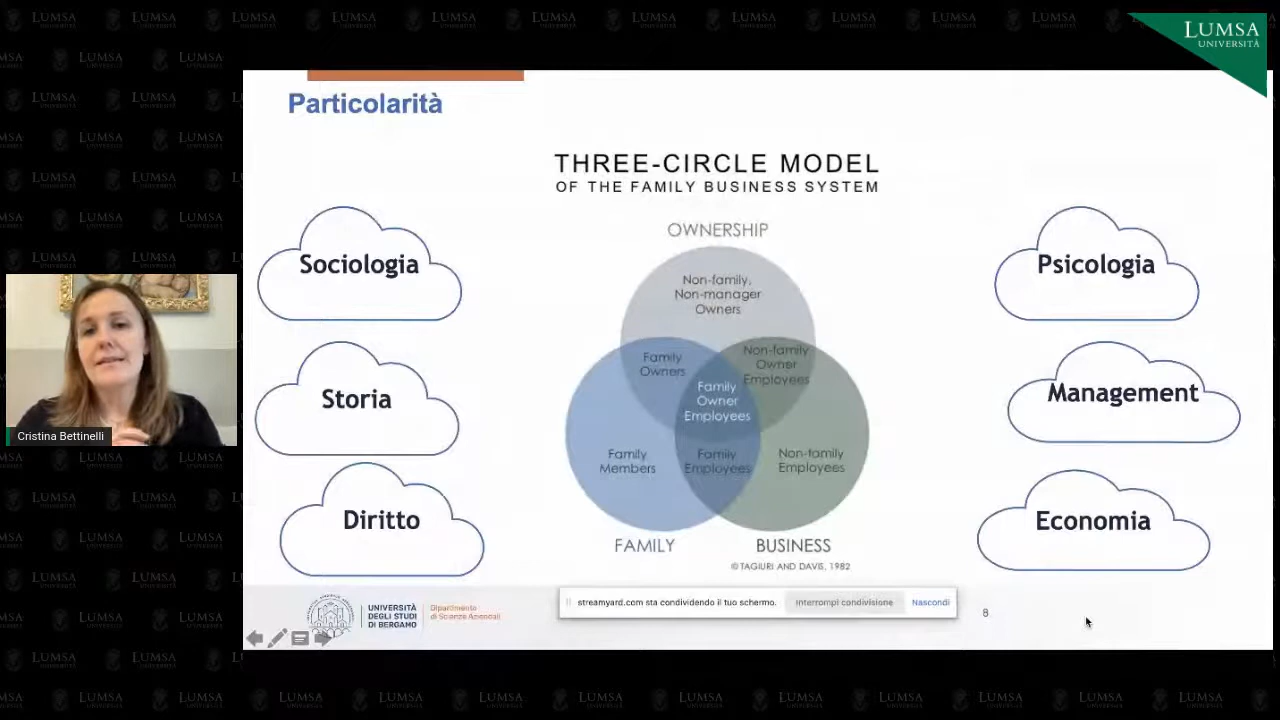 LUMSA
UNIVERSITÀ
Particolarità
THREE-CIRCLE MODEL
OF THE FAMILY BUSINESS SYSTEM
OWNERSHIP
Non-family,
Non-manager
Owners
Family
Owners
Non-family
Owner
Employees
Family
Owner
Employees
Family
Members
Family
Employees
Non-family
Employees
FAMILY
BUSINESS
© TAGIURI AND DAVIS, 1982
Sociologia
Storia
Diritto
Psicologia
Management
Economia
Cristina Bettinelli
UNIVERSITÀ
DEGLI STUDI
DI BERGAMO
Dipartimento
di Scienze Aziendali
streamyard.com sta condividendo il tuo schermo.
Interrompi condivisione
Nascondi
8